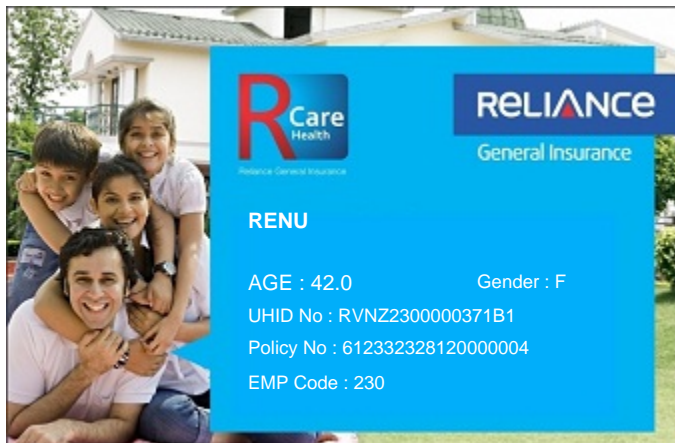 R Care
Health
Reliance General Insurance
RELIANCE
General Insurance
RENU
AGE : 42.0 Gender : F
UHID No : RVNZ2300000371B1
Policy No : 612332328120000004
EMP Code : 230